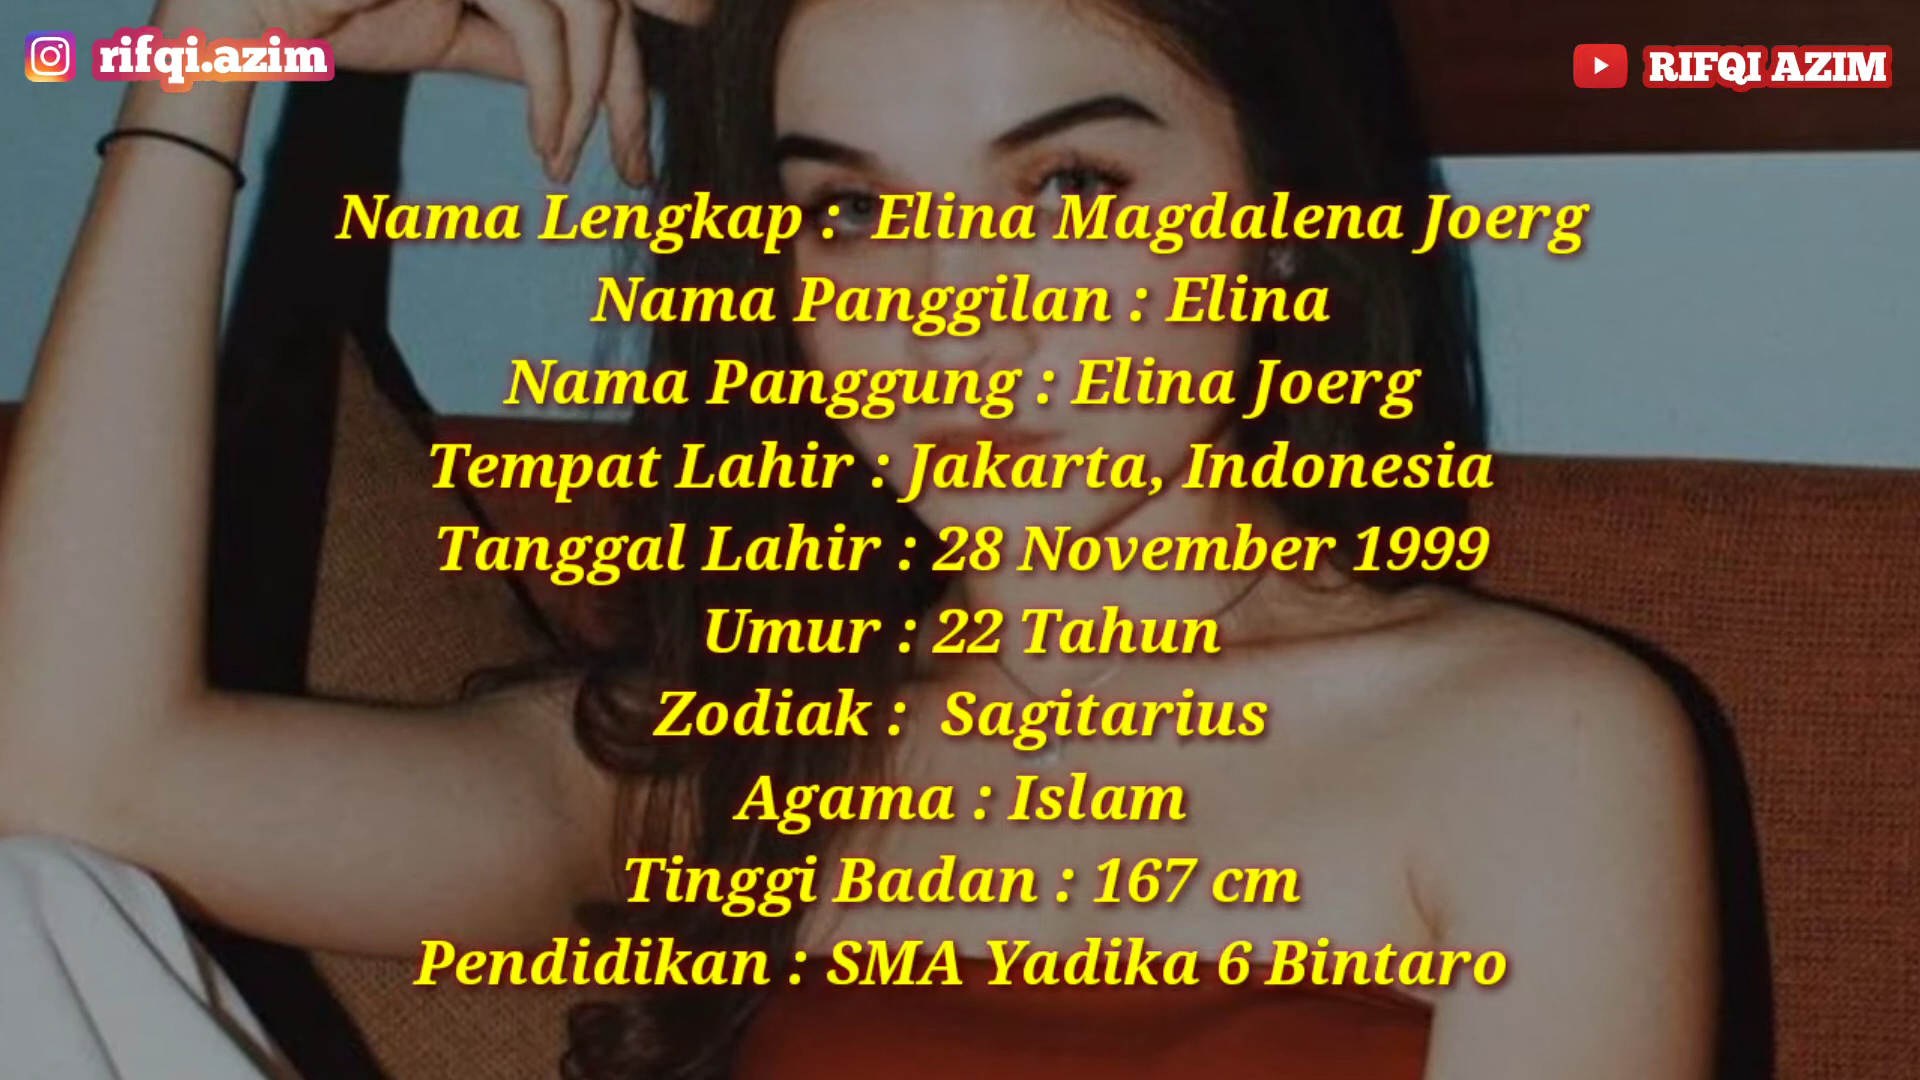 rifqi.azim
RIFQI AZIM
Nama Lengkap : Elina Magdalena Joerg
Nama Panggilan : Elina
Nama Panggung : Elina Joerg
Tempat Lahir : Jakarta, Indonesia
Tanggal Lahir : 28 November 1999
Umur : 22 Tahun
Zodiak : Sagitarius
Agama : Islam
Tinggi Badan : 167 cm
Pendidikan : SMA Yadika 6 Bintaro